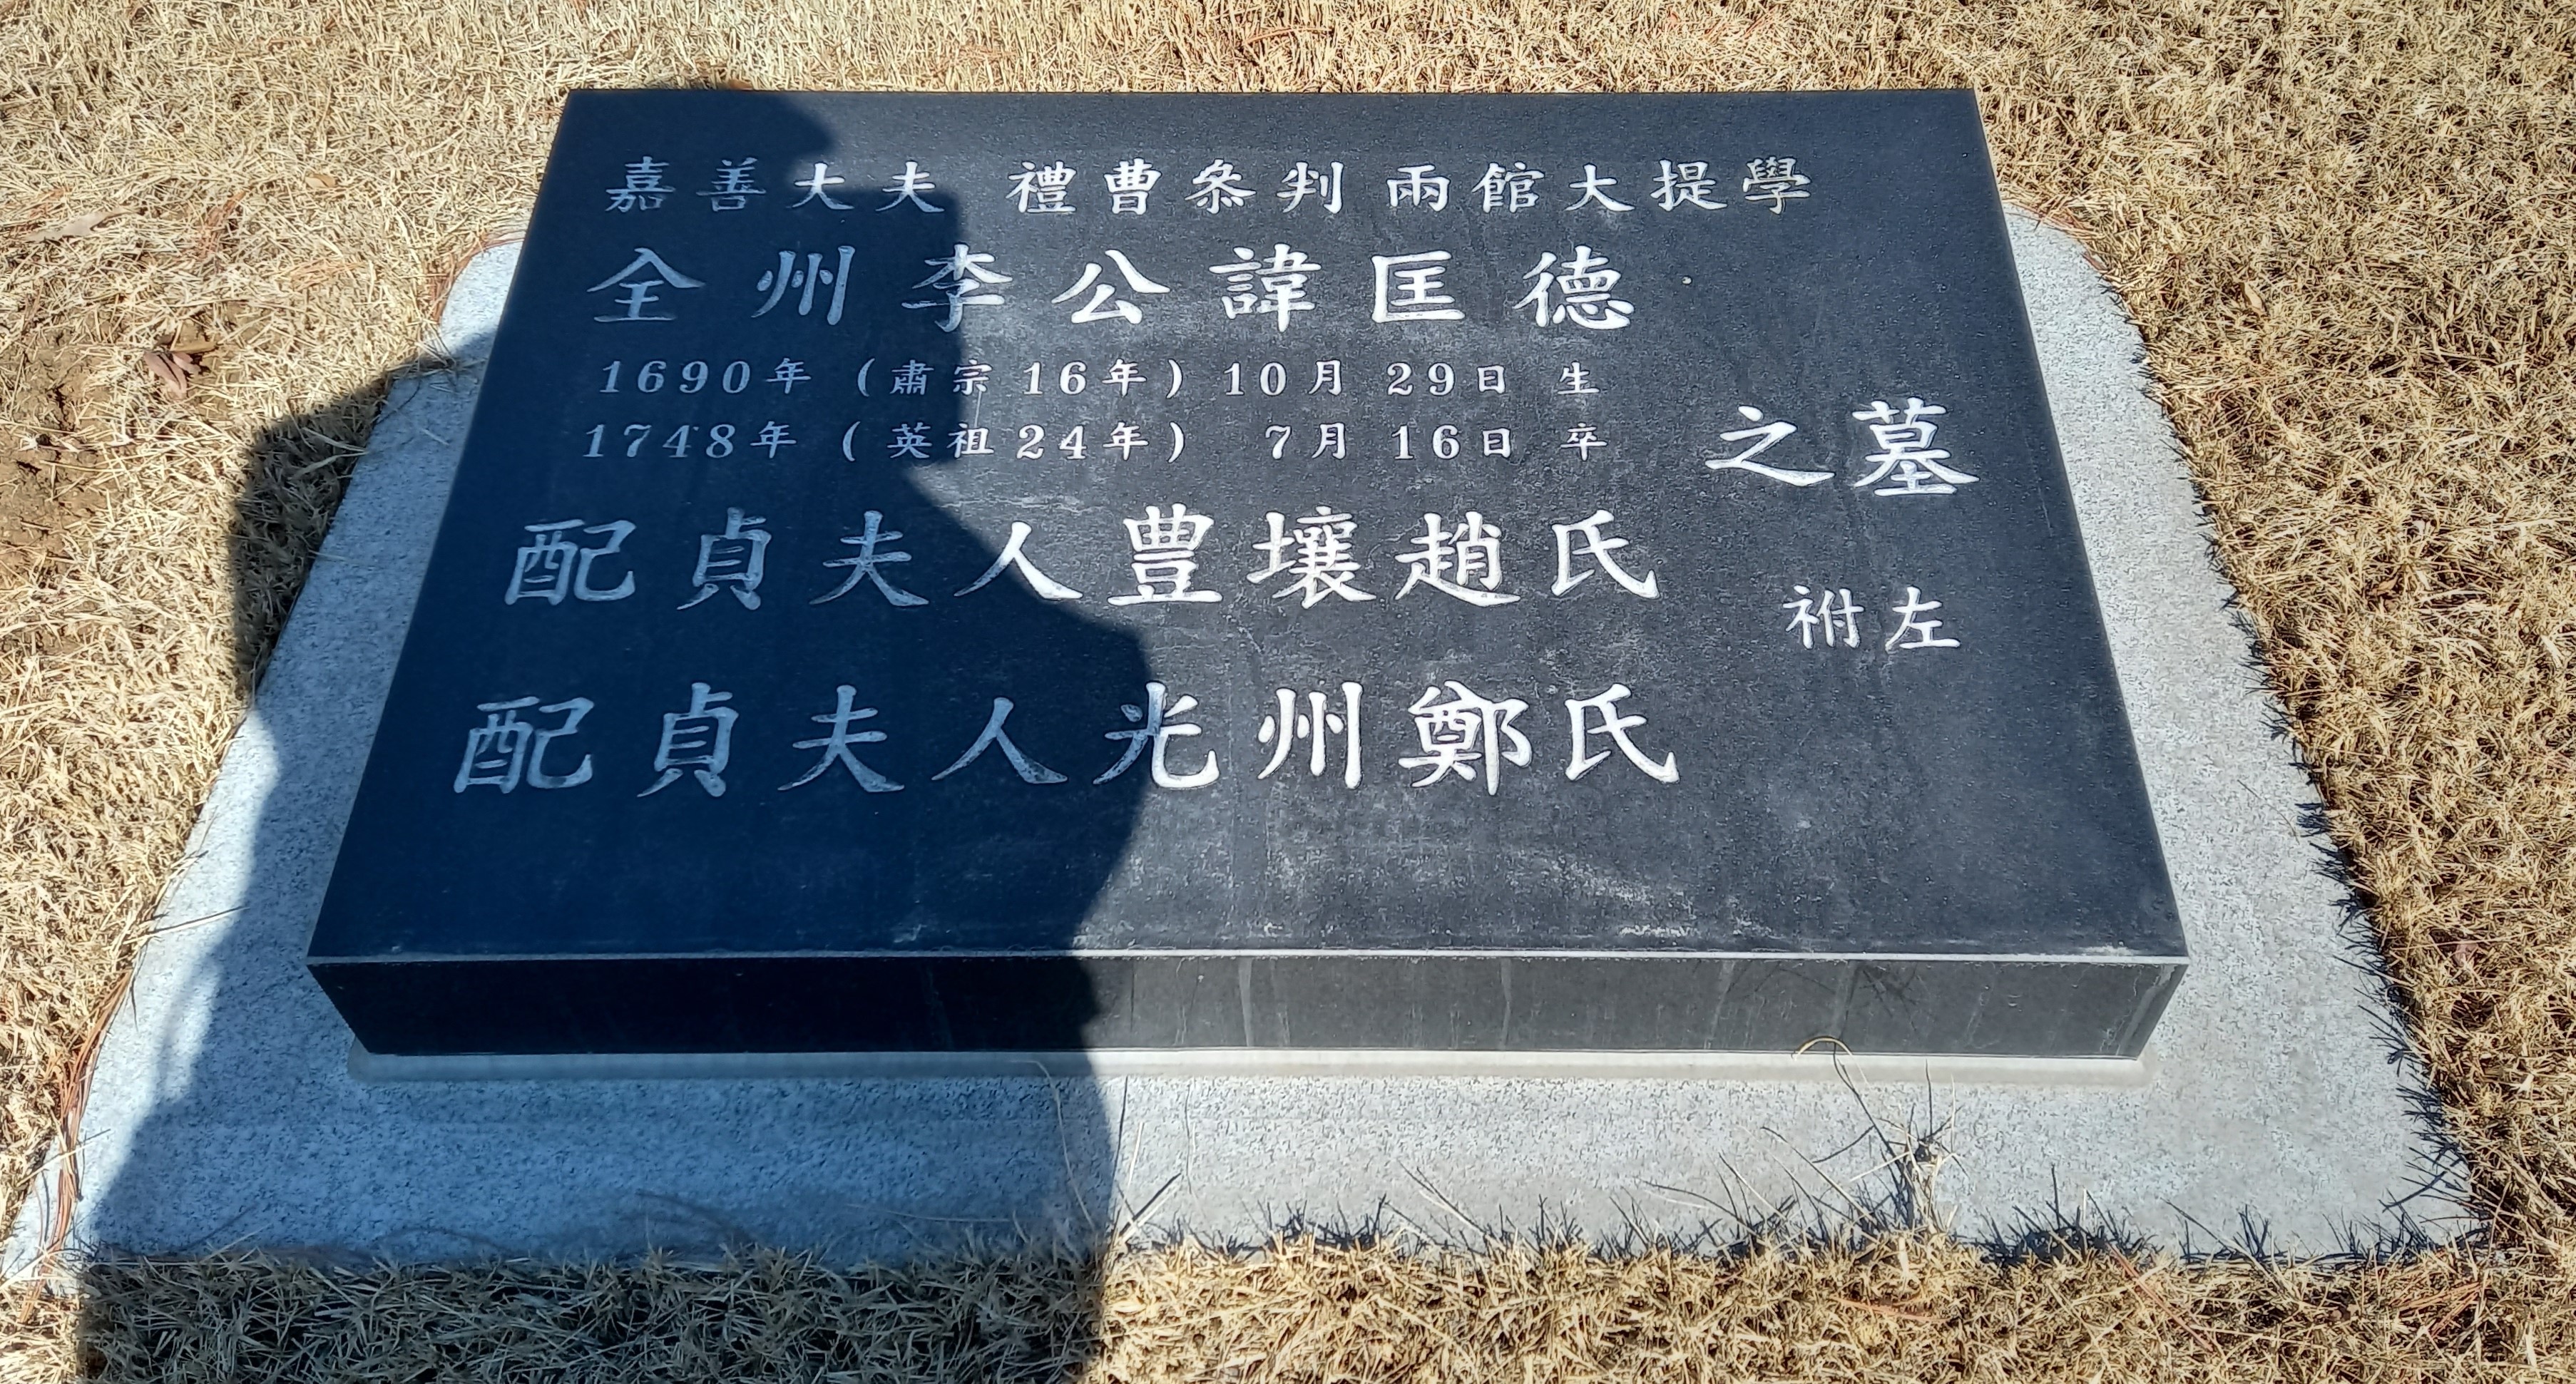 嘉善大夫 禮曹叅判 兩館大提學
全州李公諱匡德
1690年 (肅宗 16年) 10月 29日 生
1748年 (英祖24年) 7月 16日 卒
之墓
配貞夫人豊壤趙氏
祔左
配貞夫人光州鄭氏